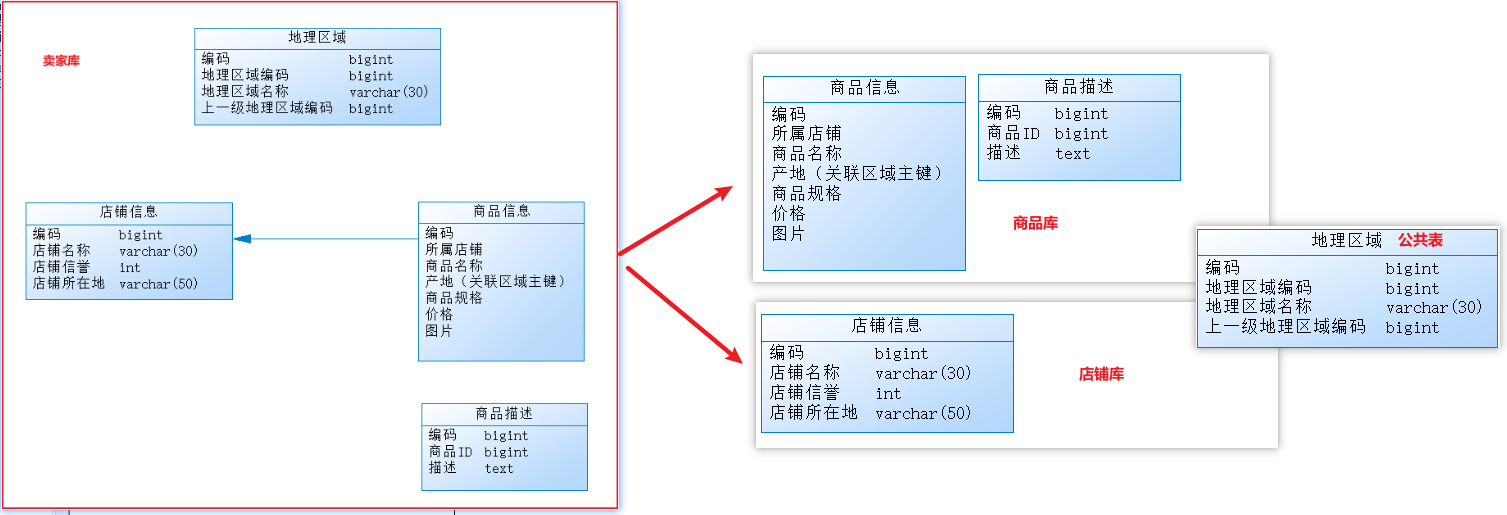 卖家库
地理区域
编码 bigint
地理区域编码 bigint
地理区域名称 varchar(30)
上一级地理区域编码 bigint
店铺信息
编码 bigint
店铺名称 varchar(30)
店铺信誉 int
店铺所在地 varchar(50)
商品信息
编码
所属店铺
商品名称
产地（关联区域主键）
商品规格
价格
图片
商品描述
编码 bigint
商品ID bigint
描述 text
商品信息
编码
所属店铺
商品名称
产地（关联区域主键）
商品规格
价格
图片
商品描述
编码 bigint
商品ID bigint
描述 text
商品库
店铺信息
编码 bigint
店铺名称 varchar(30)
店铺信誉 int
店铺所在地 varchar(50)
店铺库
地理区域 公共表
编码 bigint
地理区域编码 bigint
地理区域名称 varchar(30)
上一级地理区域编码 bigint